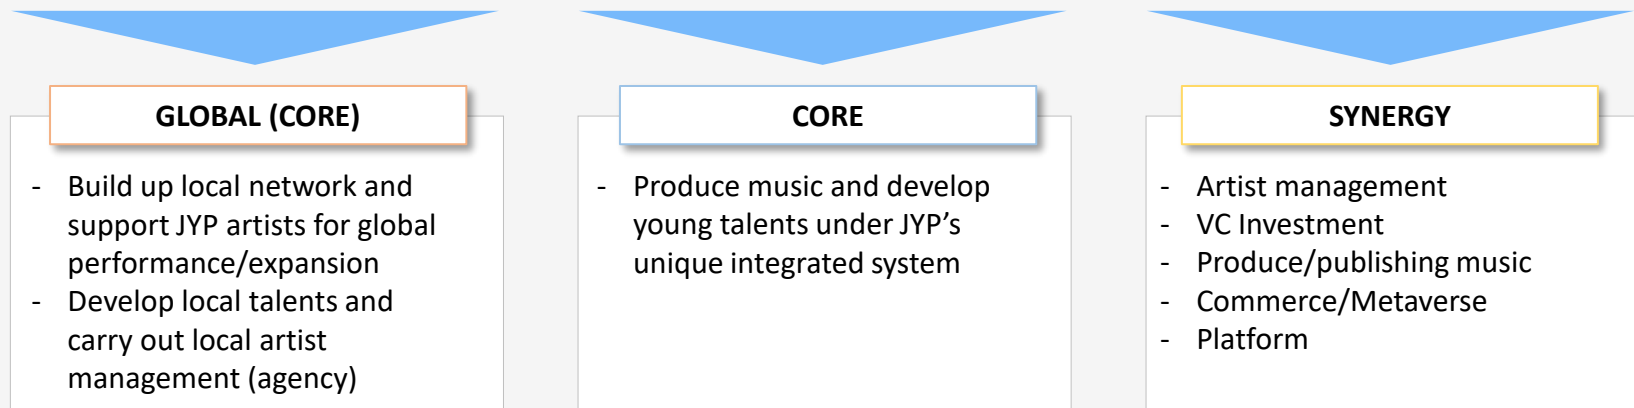 GLOBAL (CORE)
- Build up local network and
support JYP artists for global
performance/expansion
- Develop local talents and
carry out local artist
management (agency)
CORE
- Produce music and develop
young talents under JYP’s
unique integrated system
SYNERGY
- Artist management
- VC Investment
- Produce/publishing music
- Commerce/Metaverse
- Platform